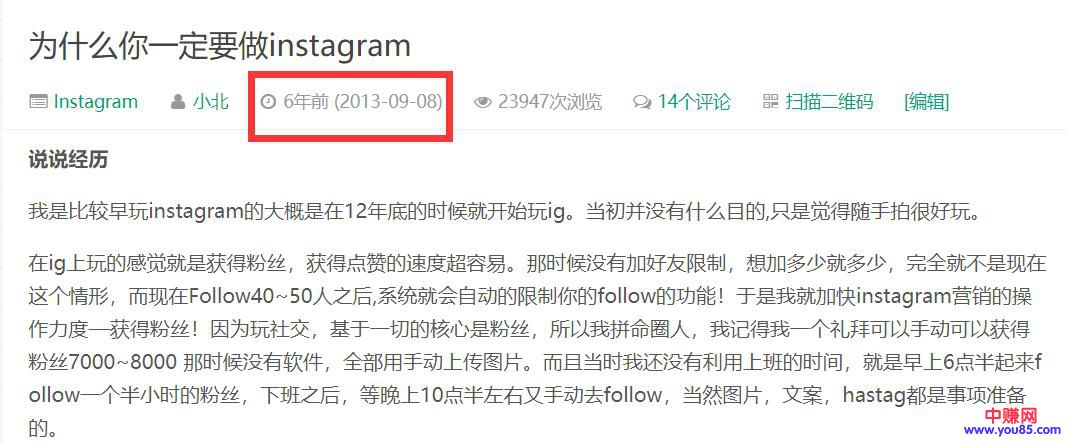 为什么你一定要做instagram
Instagram 小北 6年前 (2013-09-08) 23947次浏览 14个评论 扫描二维码 [编辑]
说说经历
我是比较早玩instagram的大概是在12年底的时候就开始玩ig。当初并没有什么目的,只是觉得随手拍很好玩。
在ig上玩的感觉就是获得粉丝，获得点赞的速度超容易。那时候没有加好友限制，想加多少就多少，完全就不是现在
这个情形，而现在Follow40~50人之后,系统就会自动的限制你的follow的功能！于是我就加快instagram营销的操
作力度—获得粉丝！因为玩社交，基于一切的核心是粉丝，所以我拼命圈人，我记得我一个礼拜可以手动可以获得
粉丝7000~8000 那时候没有软件，全部用手动上传图片。而且当时我还没有利用上班的时间，就是早上6点半起来f
ollow一个半小时的粉丝，下班之后，等晚上10点半左右又手动去follow，当然图片，文案，hastag都是事项准备
的。
中赚网
www.you85.com